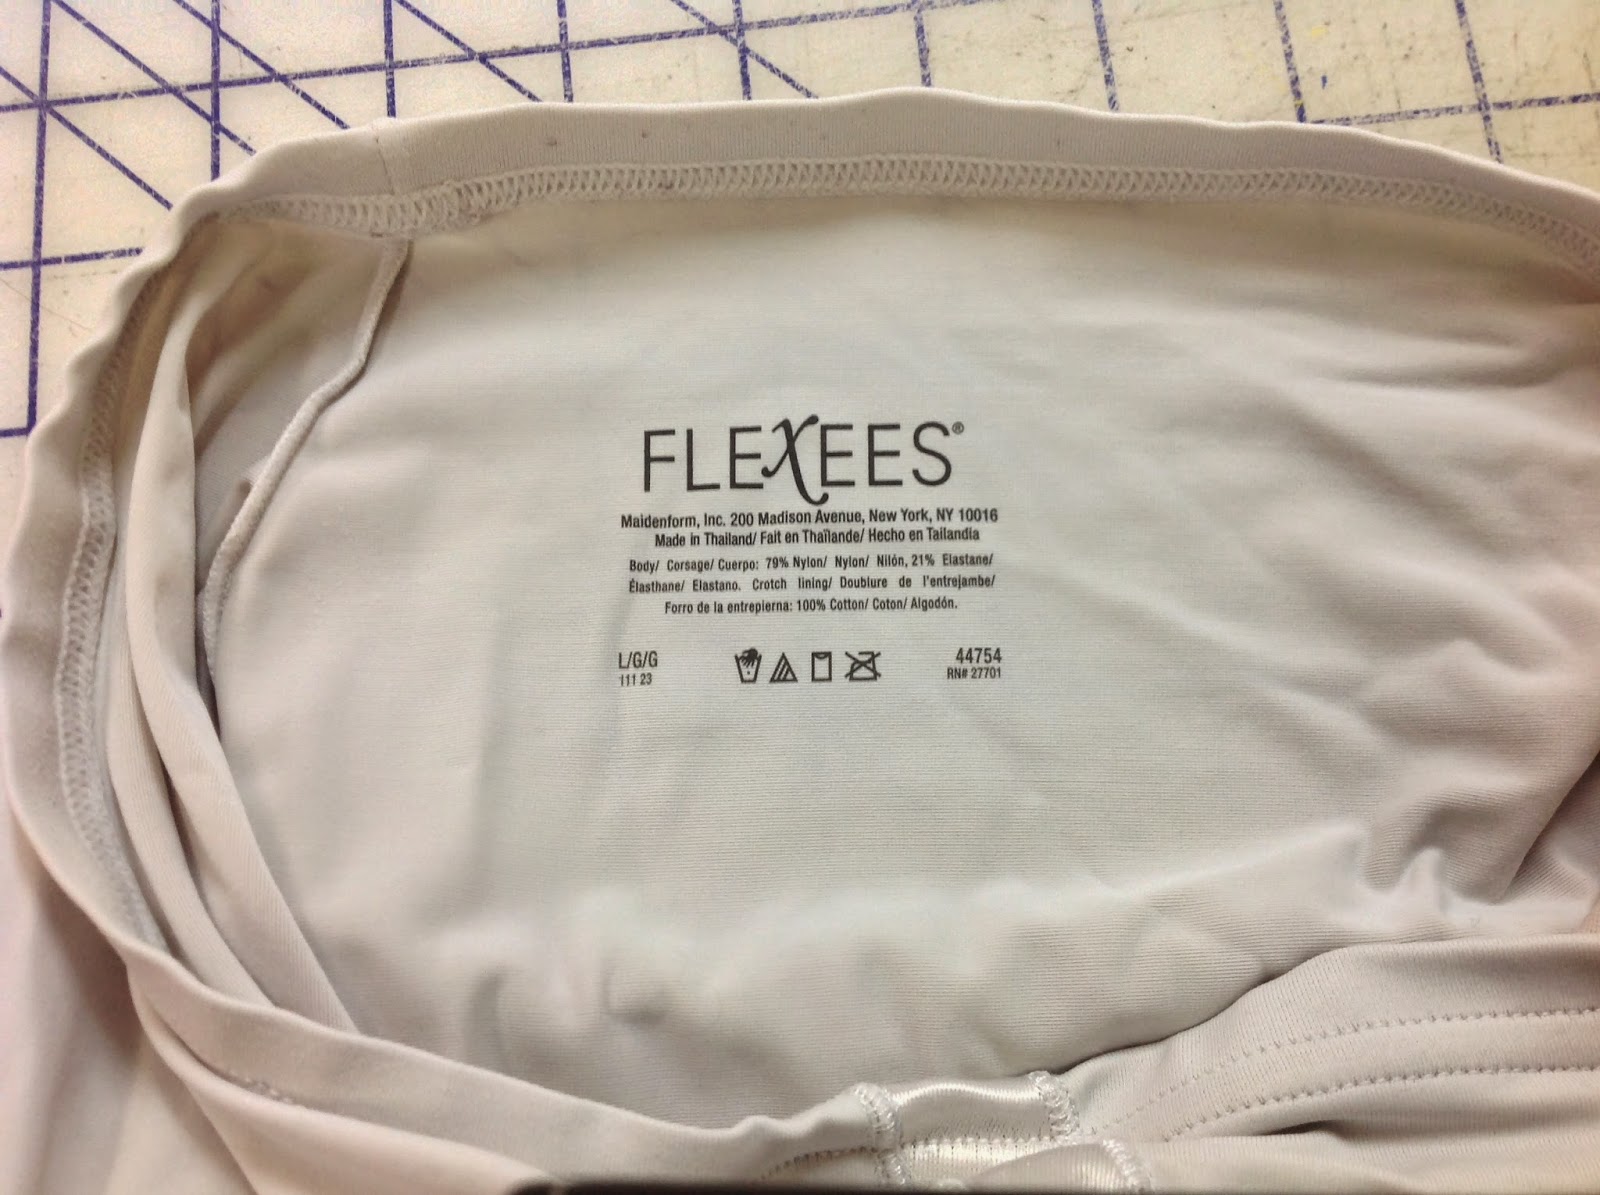 FLEXEES®
Maidenform, Inc. 200 Madison Avenue, New York, NY 10016
Made in Thailand/ Fait en Thaïlande/ Hecho en Tailandia
Body/ Corsage/ Cuerpo: 79% Nylon/ Nylon/ Nilón, 21% Elastane/
Élasthane/ Elastano. Crotch lining/ Doublure de l'entrejambe/
Forro de la entrepierna: 100% Cotton/ Coton/ Algodón.
L/G/G 44754
111 23 RN# 27701